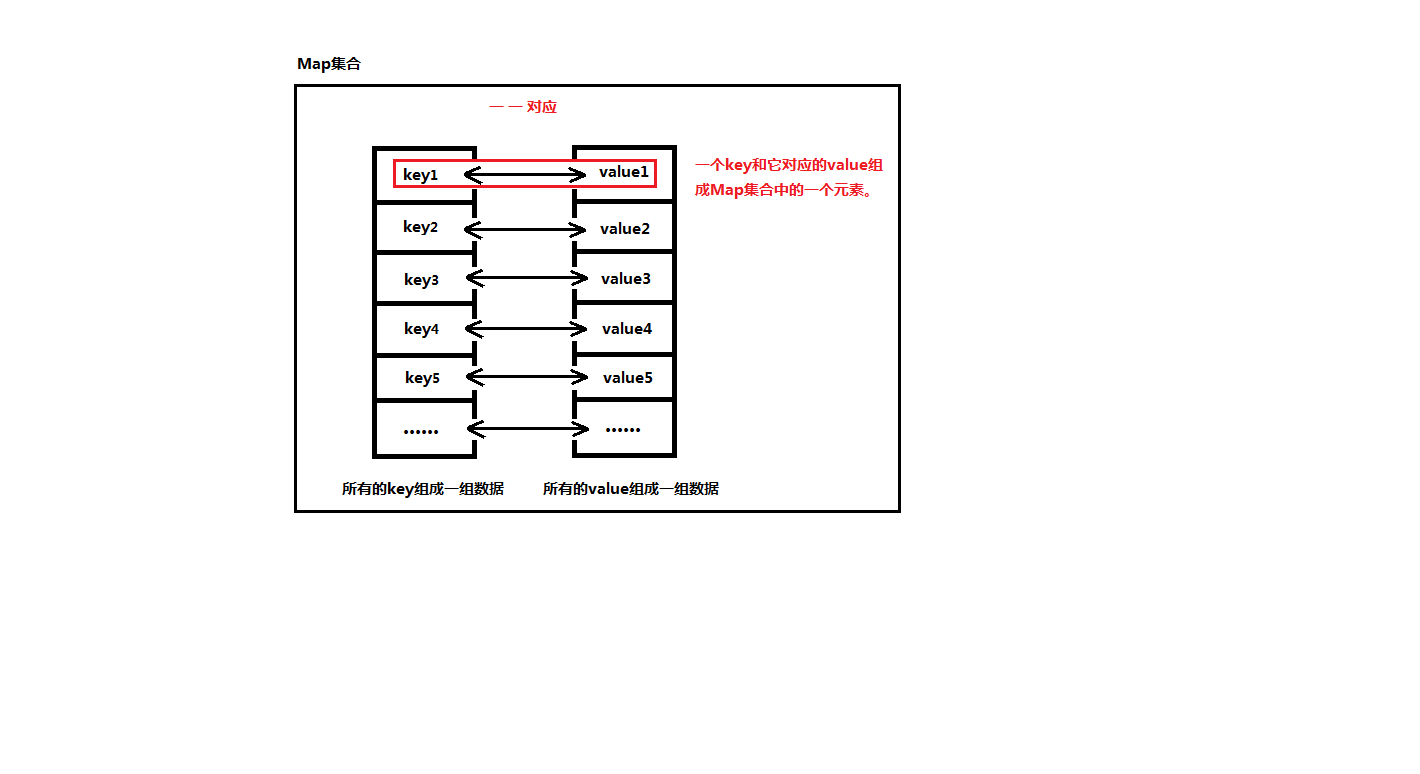 Map集合
一 一 对应
key1
value1
一个key和它对应的value组
成Map集合中的一个元素。
key2
value2
key3
value3
key4
value4
key5
value5
......
......
所有的key组成一组数据
所有的value组成一组数据